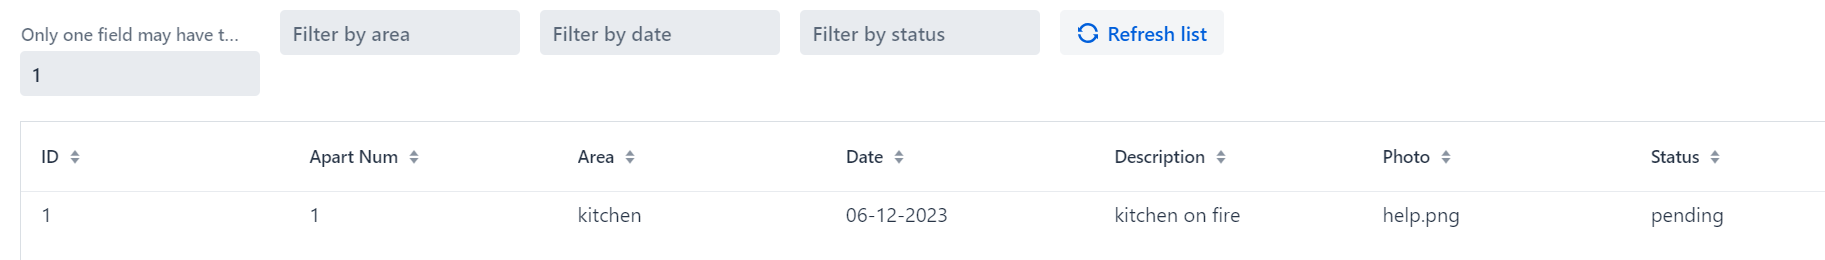 Only one field may have t...
1
Filter by area
Filter by date
Filter by status
Refresh list
ID Apart Num Area Date Description Photo Status
1 1 kitchen 06-12-2023 kitchen on fire help.png pending